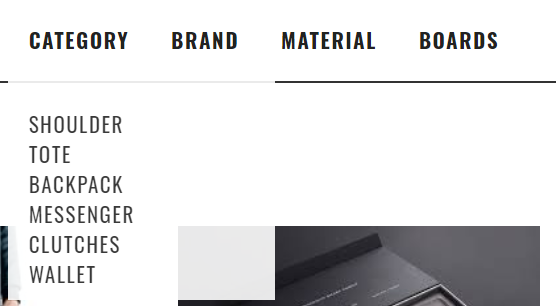 CATEGORY BRAND MATERIAL BOARDS
SHOULDER
TOTE
BACKPACK
MESSENGER
CLUTCHES
WALLET